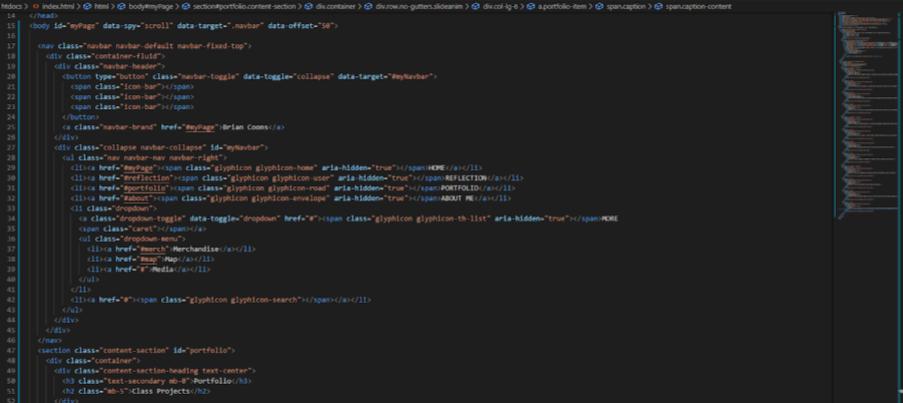 htdocs > index.html > html > body#myPage > section#portfolio.content-section > div.container > div.row.no-gutters.slideanim > div.col-lg-6 > a.portfolio-item > span.caption > span.caption-content
14 </head>
15 <body id="myPage" data-spy="scroll" data-target=".navbar" data-offset="50">
16
17 <nav class="navbar navbar-default navbar-fixed-top">
18 <div class="container-fluid">
19 <div class="navbar-header">
20 <button type="button" class="navbar-toggle" data-toggle="collapse" data-target="#myNavbar">
21 <span class="icon-bar"></span>
22 <span class="icon-bar"></span>
23 <span class="icon-bar"></span>
24 </button>
25 <a class="navbar-brand" href="#myPage">Brian Coons</a>
26 </div>
27 <div class="collapse navbar-collapse" id="myNavbar">
28 <ul class="nav navbar-nav navbar-right">
29 <li><a href="#myPage"><span class="glyphicon glyphicon-home" aria-hidden="true"></span>HOME</a></li>
30 <li><a href="#reflection"><span class="glyphicon glyphicon-user" aria-hidden="true"></span>REFLECTION</a></li>
31 <li><a href="#portfolio"><span class="glyphicon glyphicon-road" aria-hidden="true"></span>PORTFOLIO</a></li>
32 <li><a href="#about"><span class="glyphicon glyphicon-envelope" aria-hidden="true"></span>ABOUT ME</a></li>
33 <li class="dropdown">
34 <a class="dropdown-toggle" data-toggle="dropdown" href="#"><span class="glyphicon glyphicon-th-list" aria-hidden="true"></span>MORE
35 <span class="caret"></span></a>
36 <ul class="dropdown-menu">
37 <li><a href="#merch">Merchandise</a></li>
38 <li><a href="#map">Map</a></li>
39 <li><a href="#">Media</a></li>
40 </ul>
41 </li>
42 <li><a href="#"><span class="glyphicon glyphicon-search"></span></a></li>
43 </ul>
44 </div>
45 </div>
46 </nav>
47 <section class="content-section" id="portfolio">
48 <div class="container">
49 <div class="content-section-heading text-center">
50 <h3 class="text-secondary mb-0">Portfolio</h3>
51 <h2 class="mb-5">Class Projects</h2>
52 </div>